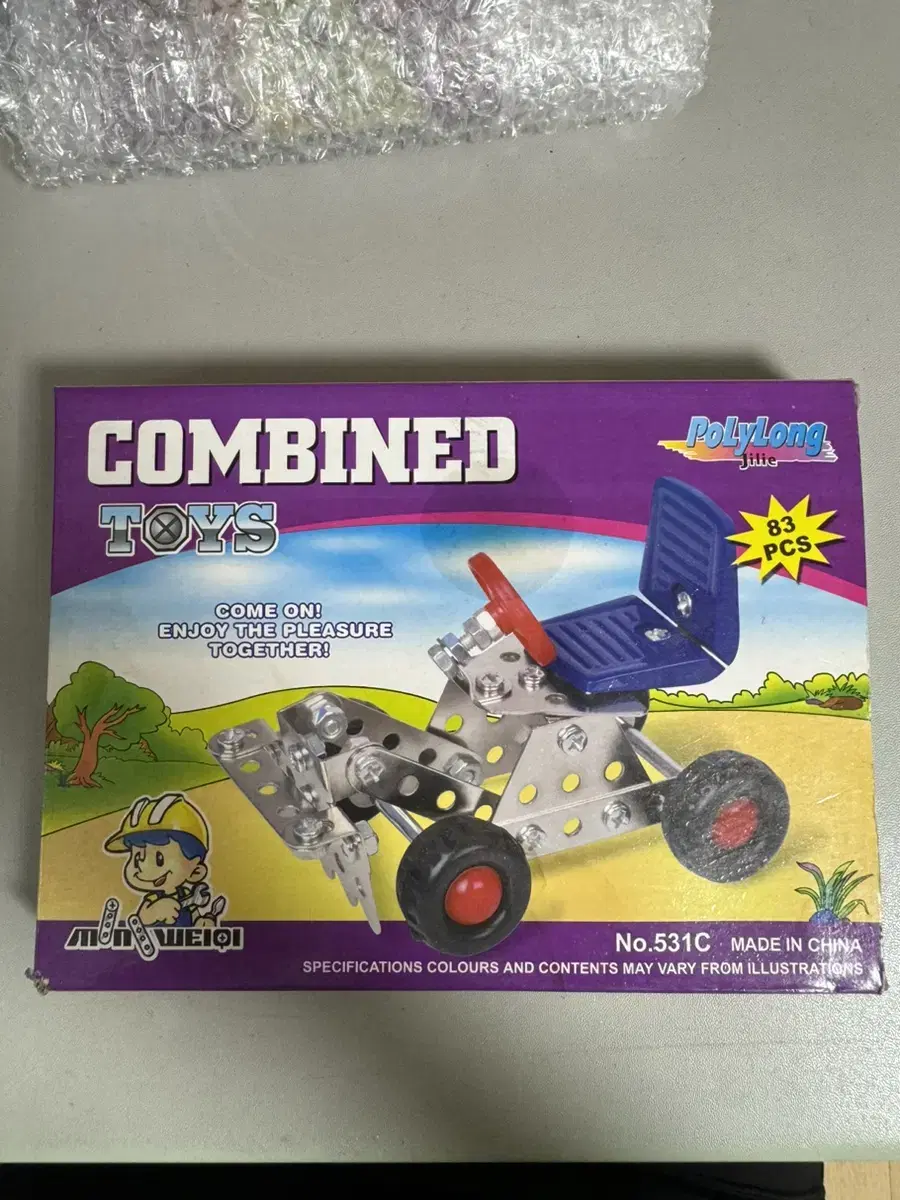 COMBINED
TOYS
PoLyLong
Jilie
83
PCS
COME ON!
ENJOY THE PLEASURE
TOGETHER!
WEIQI
No.531C MADE IN CHINA
SPECIFICATIONS COLOURS AND CONTENTS MAY VARY FROM ILLUSTRATIONS